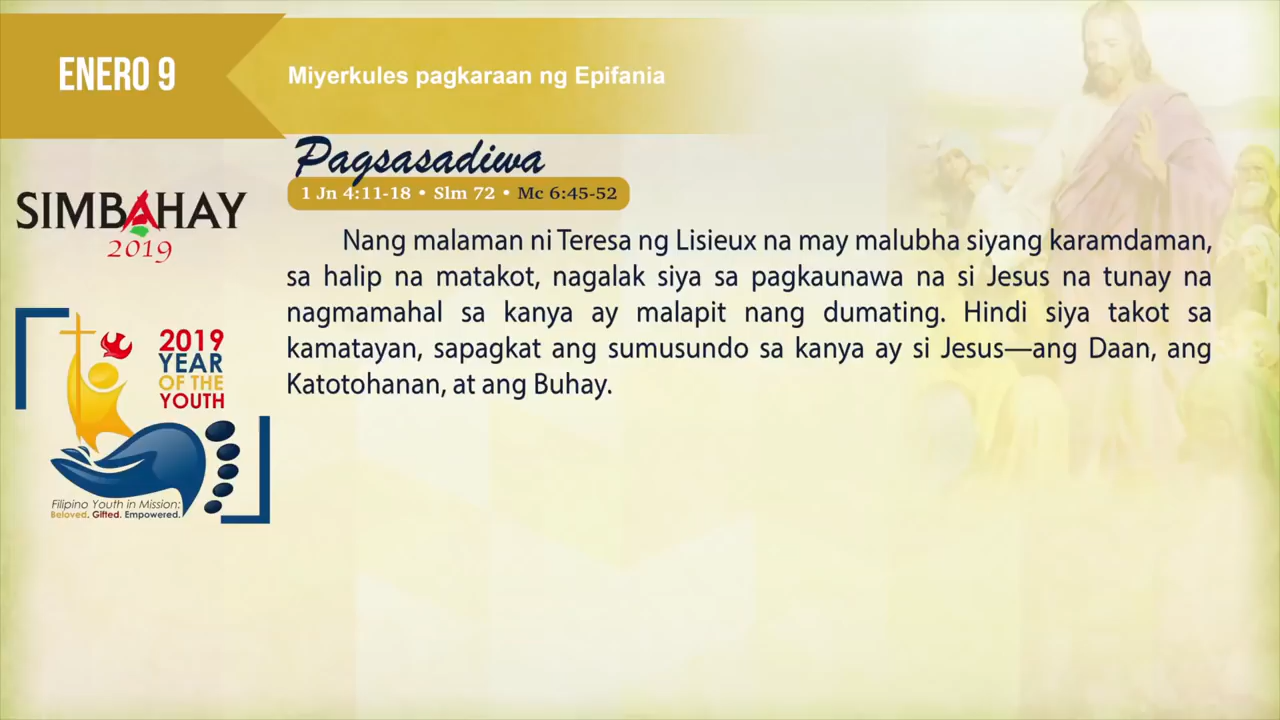 ENERO 9
Miyerkules pagkaraan ng Epifania
Pagsasadiwa
1 Jn 4:11-18 • Slm 72 • Mc 6:45-52
SIMBAHAY
2019
Nang malaman ni Teresa ng Lisieux na may malubha siyang karamdaman,
sa halip na matakot, nagalak siya sa pagkaunawa na si Jesus na tunay na
nagmamahal sa kanya ay malapit nang dumating. Hindi siya takot sa
kamatayan, sapagkat ang sumusundo sa kanya ay si Jesus—ang Daan, ang
Katotohanan, at ang Buhay.
2019
YEAR
OF THE
YOUTH
Filipino Youth in Mission:
Beloved. Gifted. Empowered.